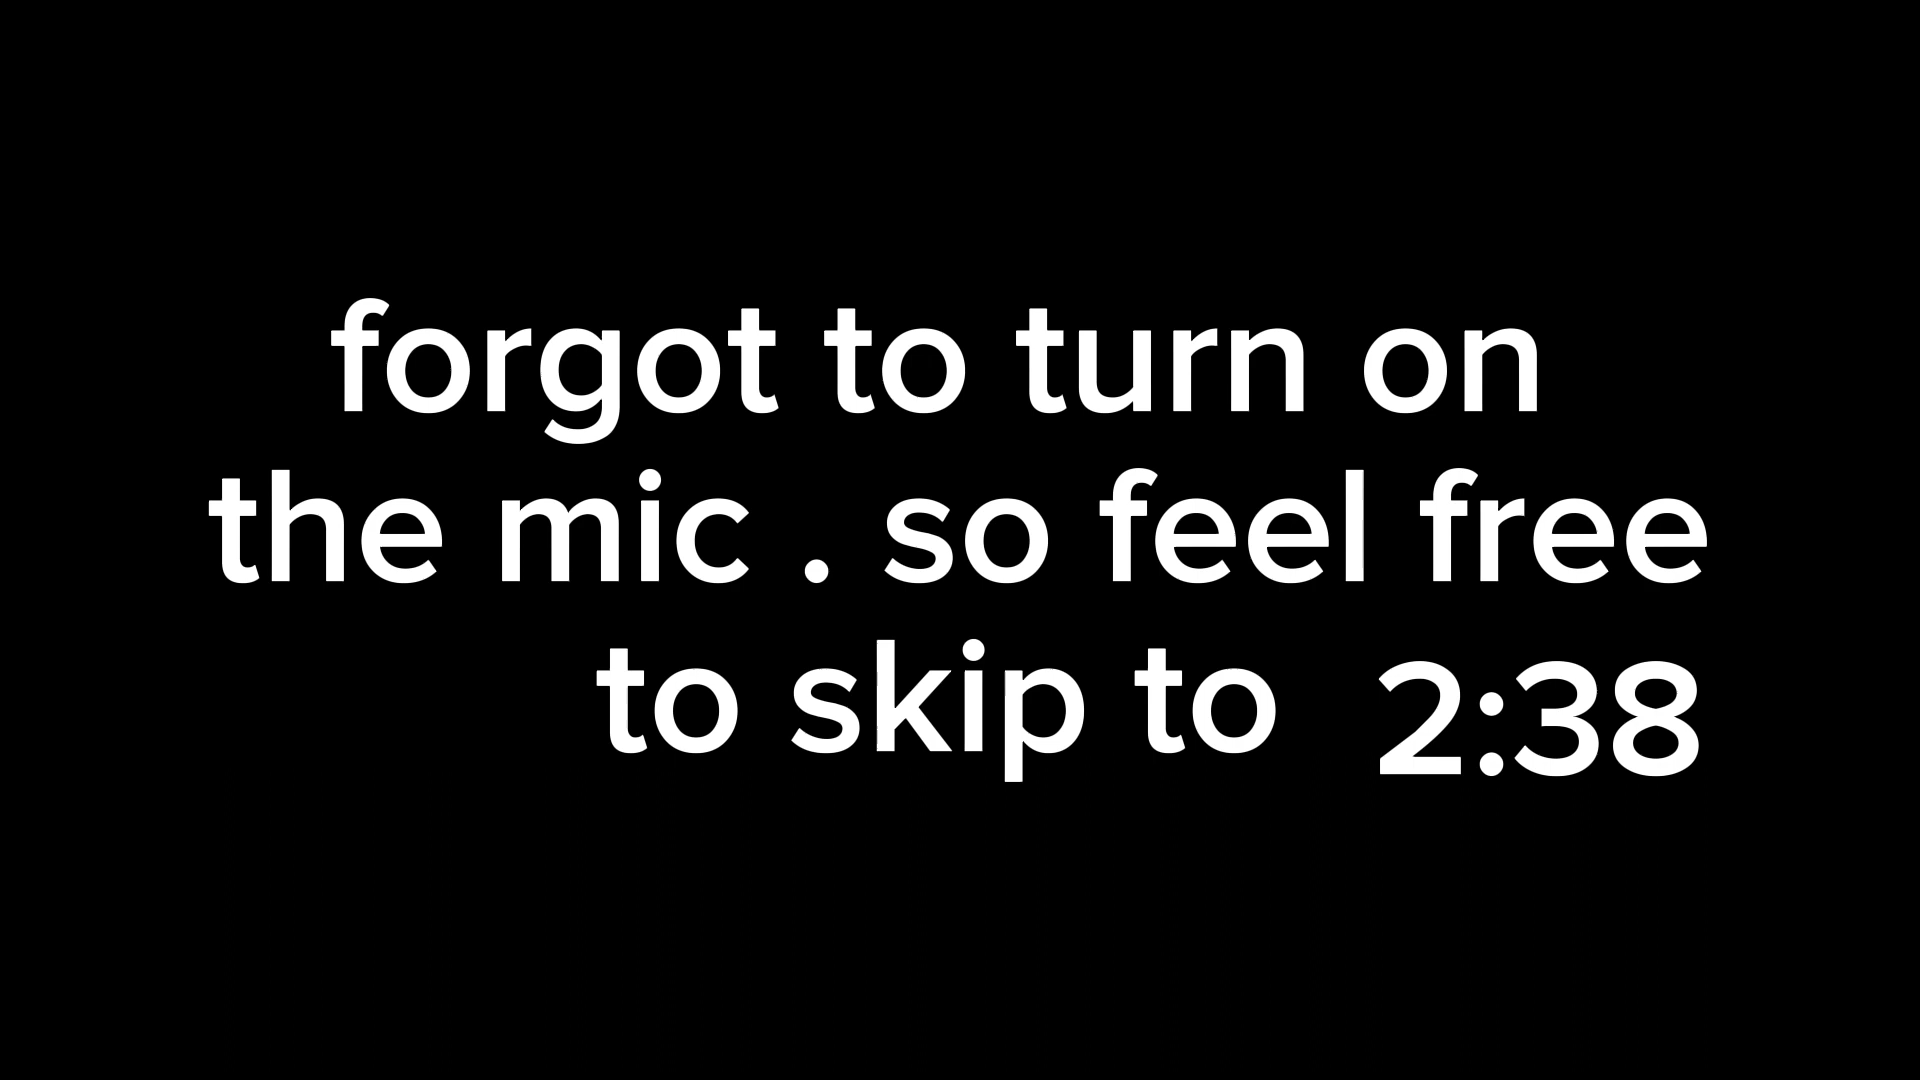 forgot to turn on
the mic . so feel free
to skip to 2:38